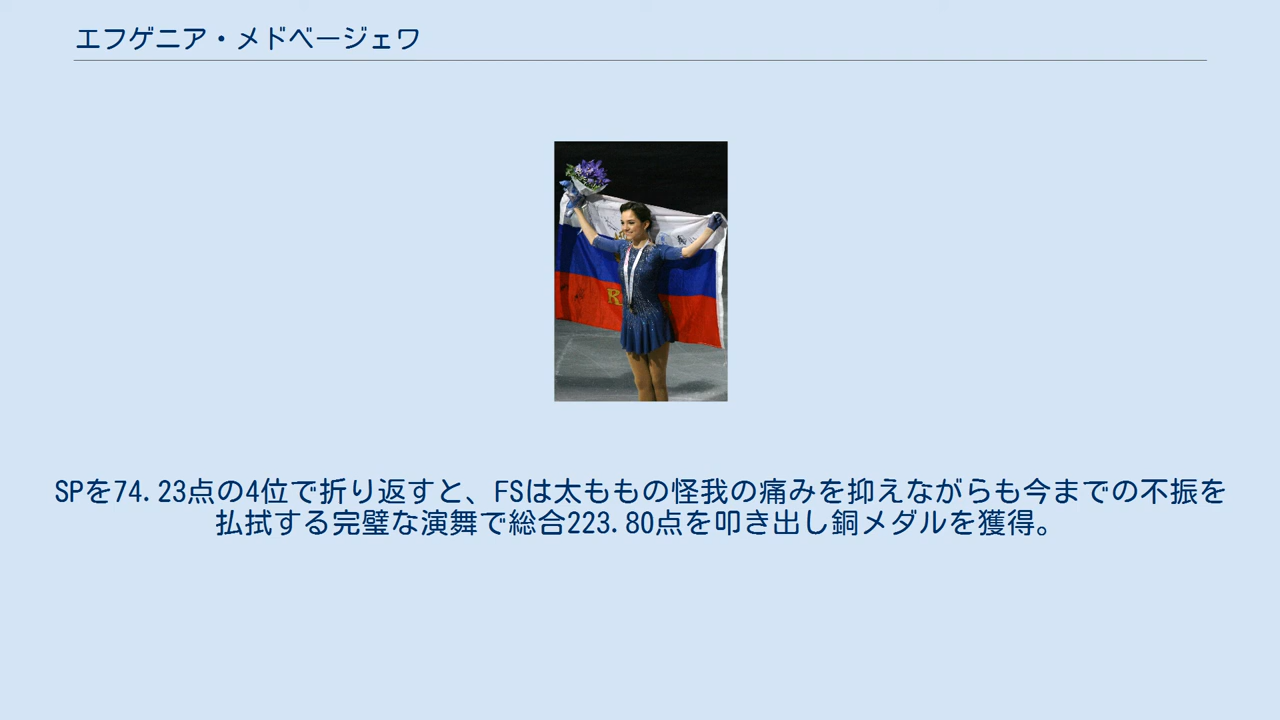 エフゲニア・メドベージェワ
SPを74.23点の4位で折り返すと、FSは太ももの怪我の痛みを抑えながらも今までの不振を
払拭する完璧な演舞で総合223.80点を叩き出し銅メダルを獲得。